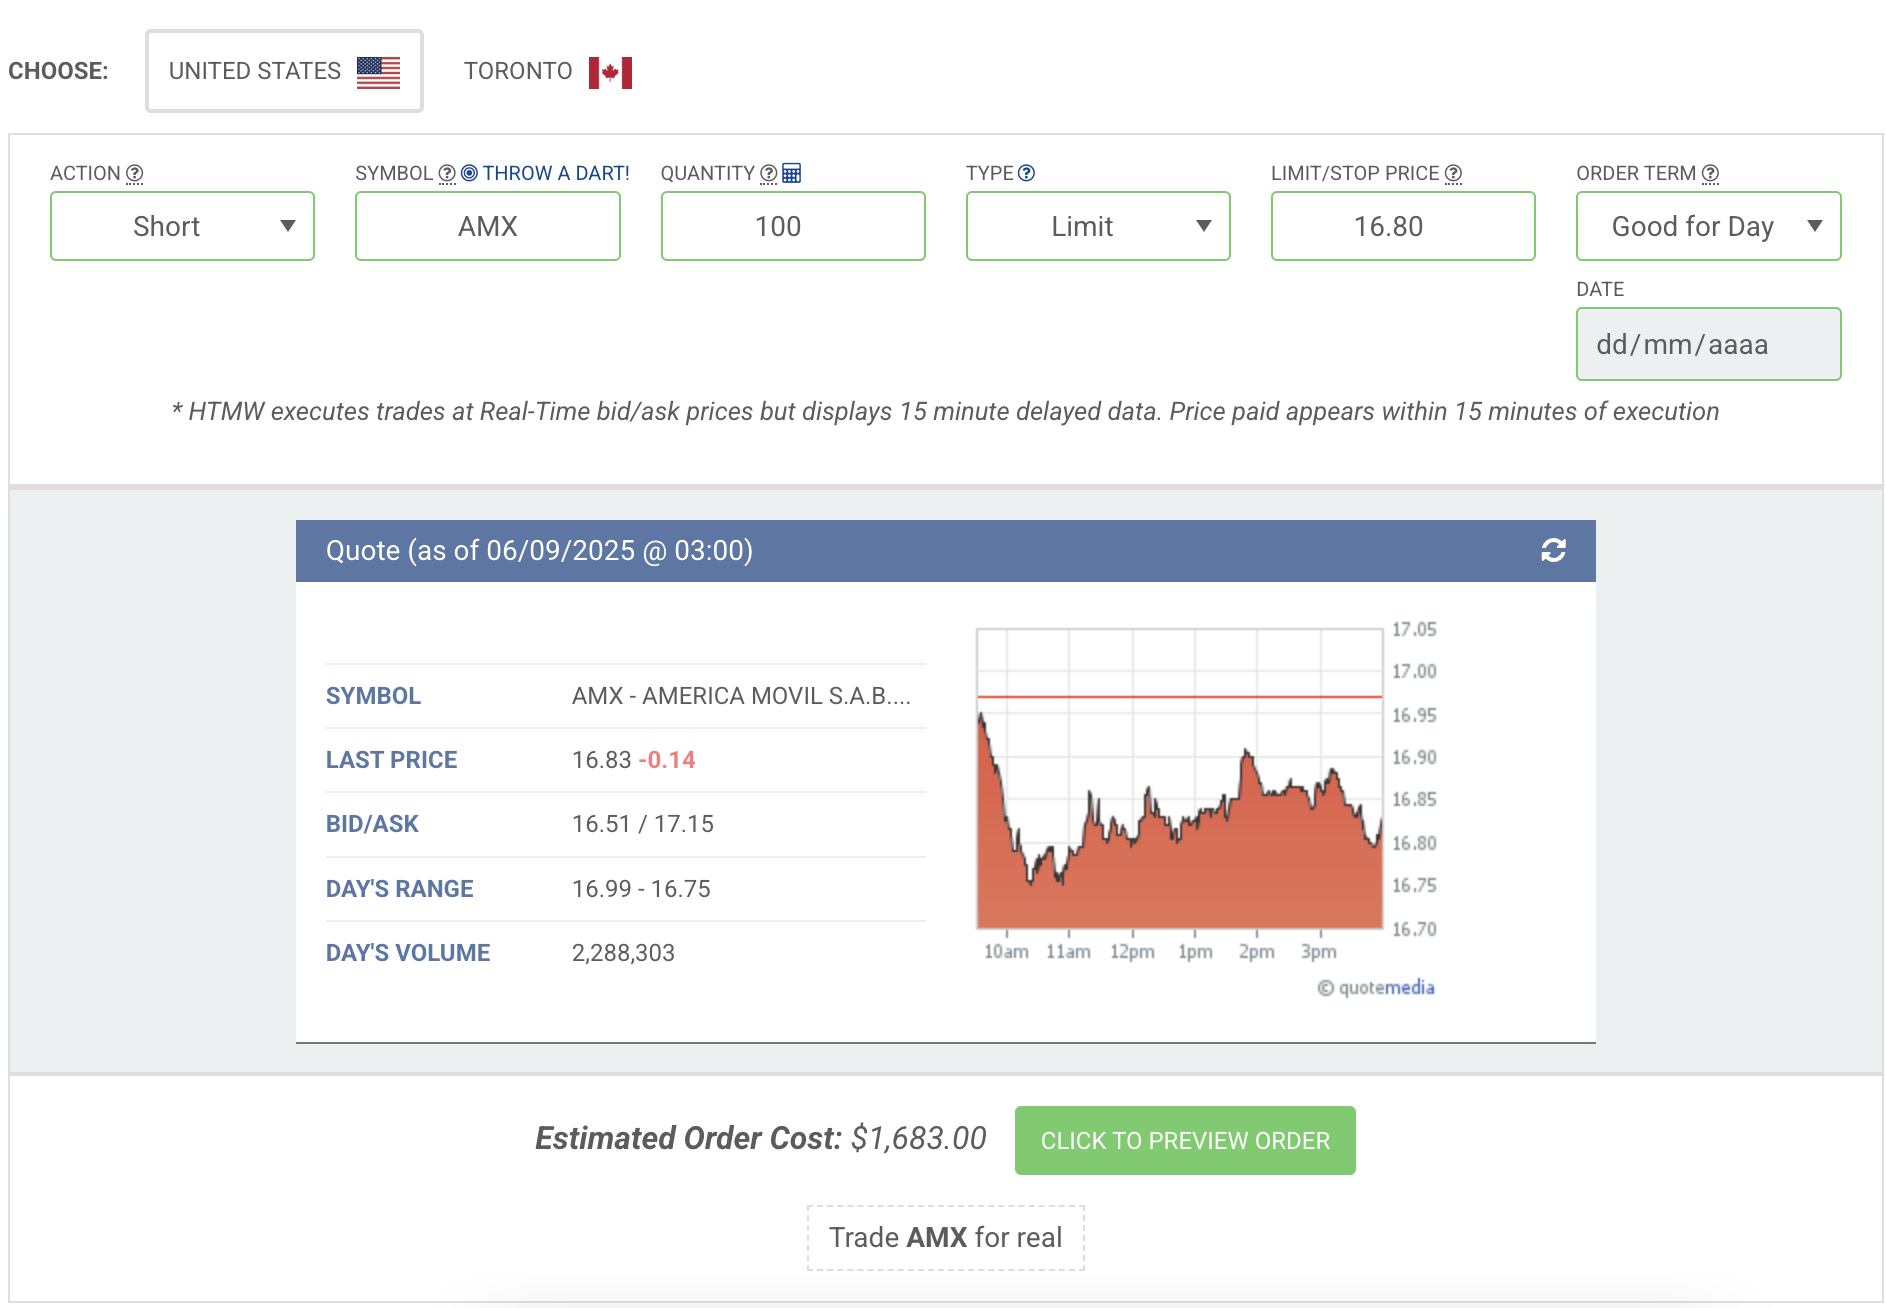 CHOOSE: UNITED STATES TORONTO
ACTION ? SYMBOL ? THROW A DART! QUANTITY ? TYPE ? LIMIT/STOP PRICE ? ORDER TERM ?
Short AMX 100 Limit 16.80 Good for Day
DATE
dd/mm/aaaa
* HTMW executes trades at Real-Time bid/ask prices but displays 15 minute delayed data. Price paid appears within 15 minutes of execution
Quote (as of 06/09/2025 @ 03:00)
SYMBOL AMX - AMERICA MOVIL S.A.B....
LAST PRICE 16.83 -0.14
BID/ASK 16.51 / 17.15
DAY'S RANGE 16.99 - 16.75
DAY'S VOLUME 2,288,303
17.05
17.00
16.95
16.90
16.85
16.80
16.75
16.70
10am 11am 12pm 1pm 2pm 3pm
© quotemedia
Estimated Order Cost: $1,683.00 CLICK TO PREVIEW ORDER
Trade AMX for real